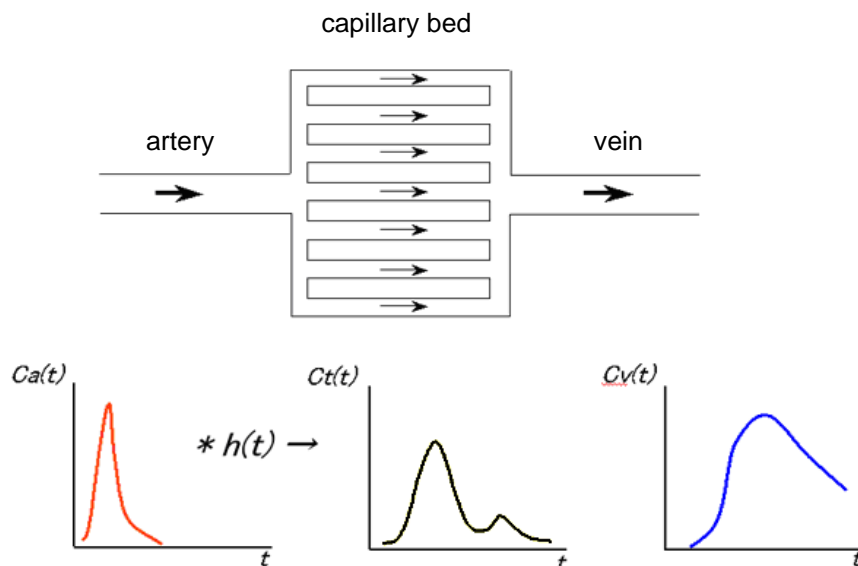 capillary bed
artery
vein
Ca(t)
Ct(t)
Cv(t)
* h(t) →
t
t
t